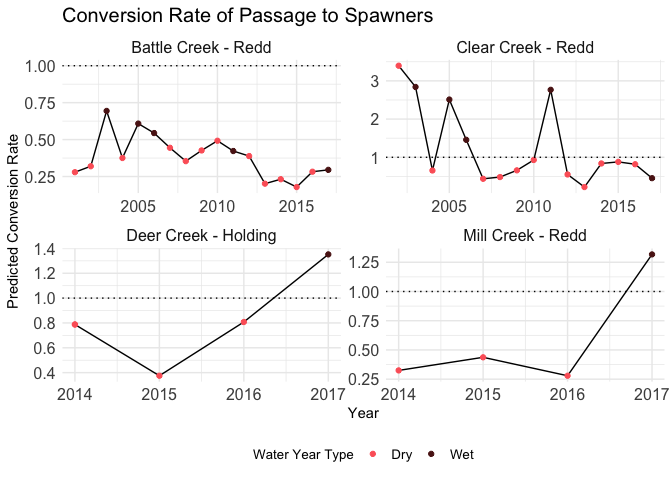 Conversion Rate of Passage to Spawners
Battle Creek - Redd
Clear Creek - Redd
1.00
0.75
0.50
0.25
3
2
1
2005 2010 2015
2005 2010 2015
Deer Creek - Holding
Mill Creek - Redd
1.4
1.2
1.0
0.8
0.6
0.4
1.25
1.00
0.75
0.50
0.25
2014 2015 2016 2017
2014 2015 2016 2017
Predicted Conversion Rate
Year
Water Year Type Dry Wet